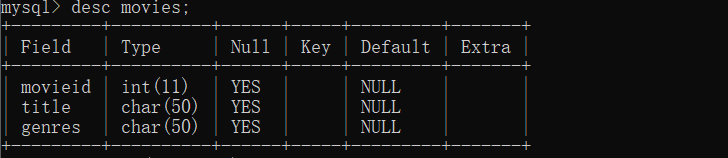 mysql> desc movies;
+---------+----------+------+-----+---------+-------+
| Field   | Type     | Null | Key | Default | Extra |
+---------+----------+------+-----+---------+-------+
| movieid | int(11)  | YES  |     | NULL    |       |
| title   | char(50) | YES  |     | NULL    |       |
| genres  | char(50) | YES  |     | NULL    |       |
+---------+----------+------+-----+---------+-------+